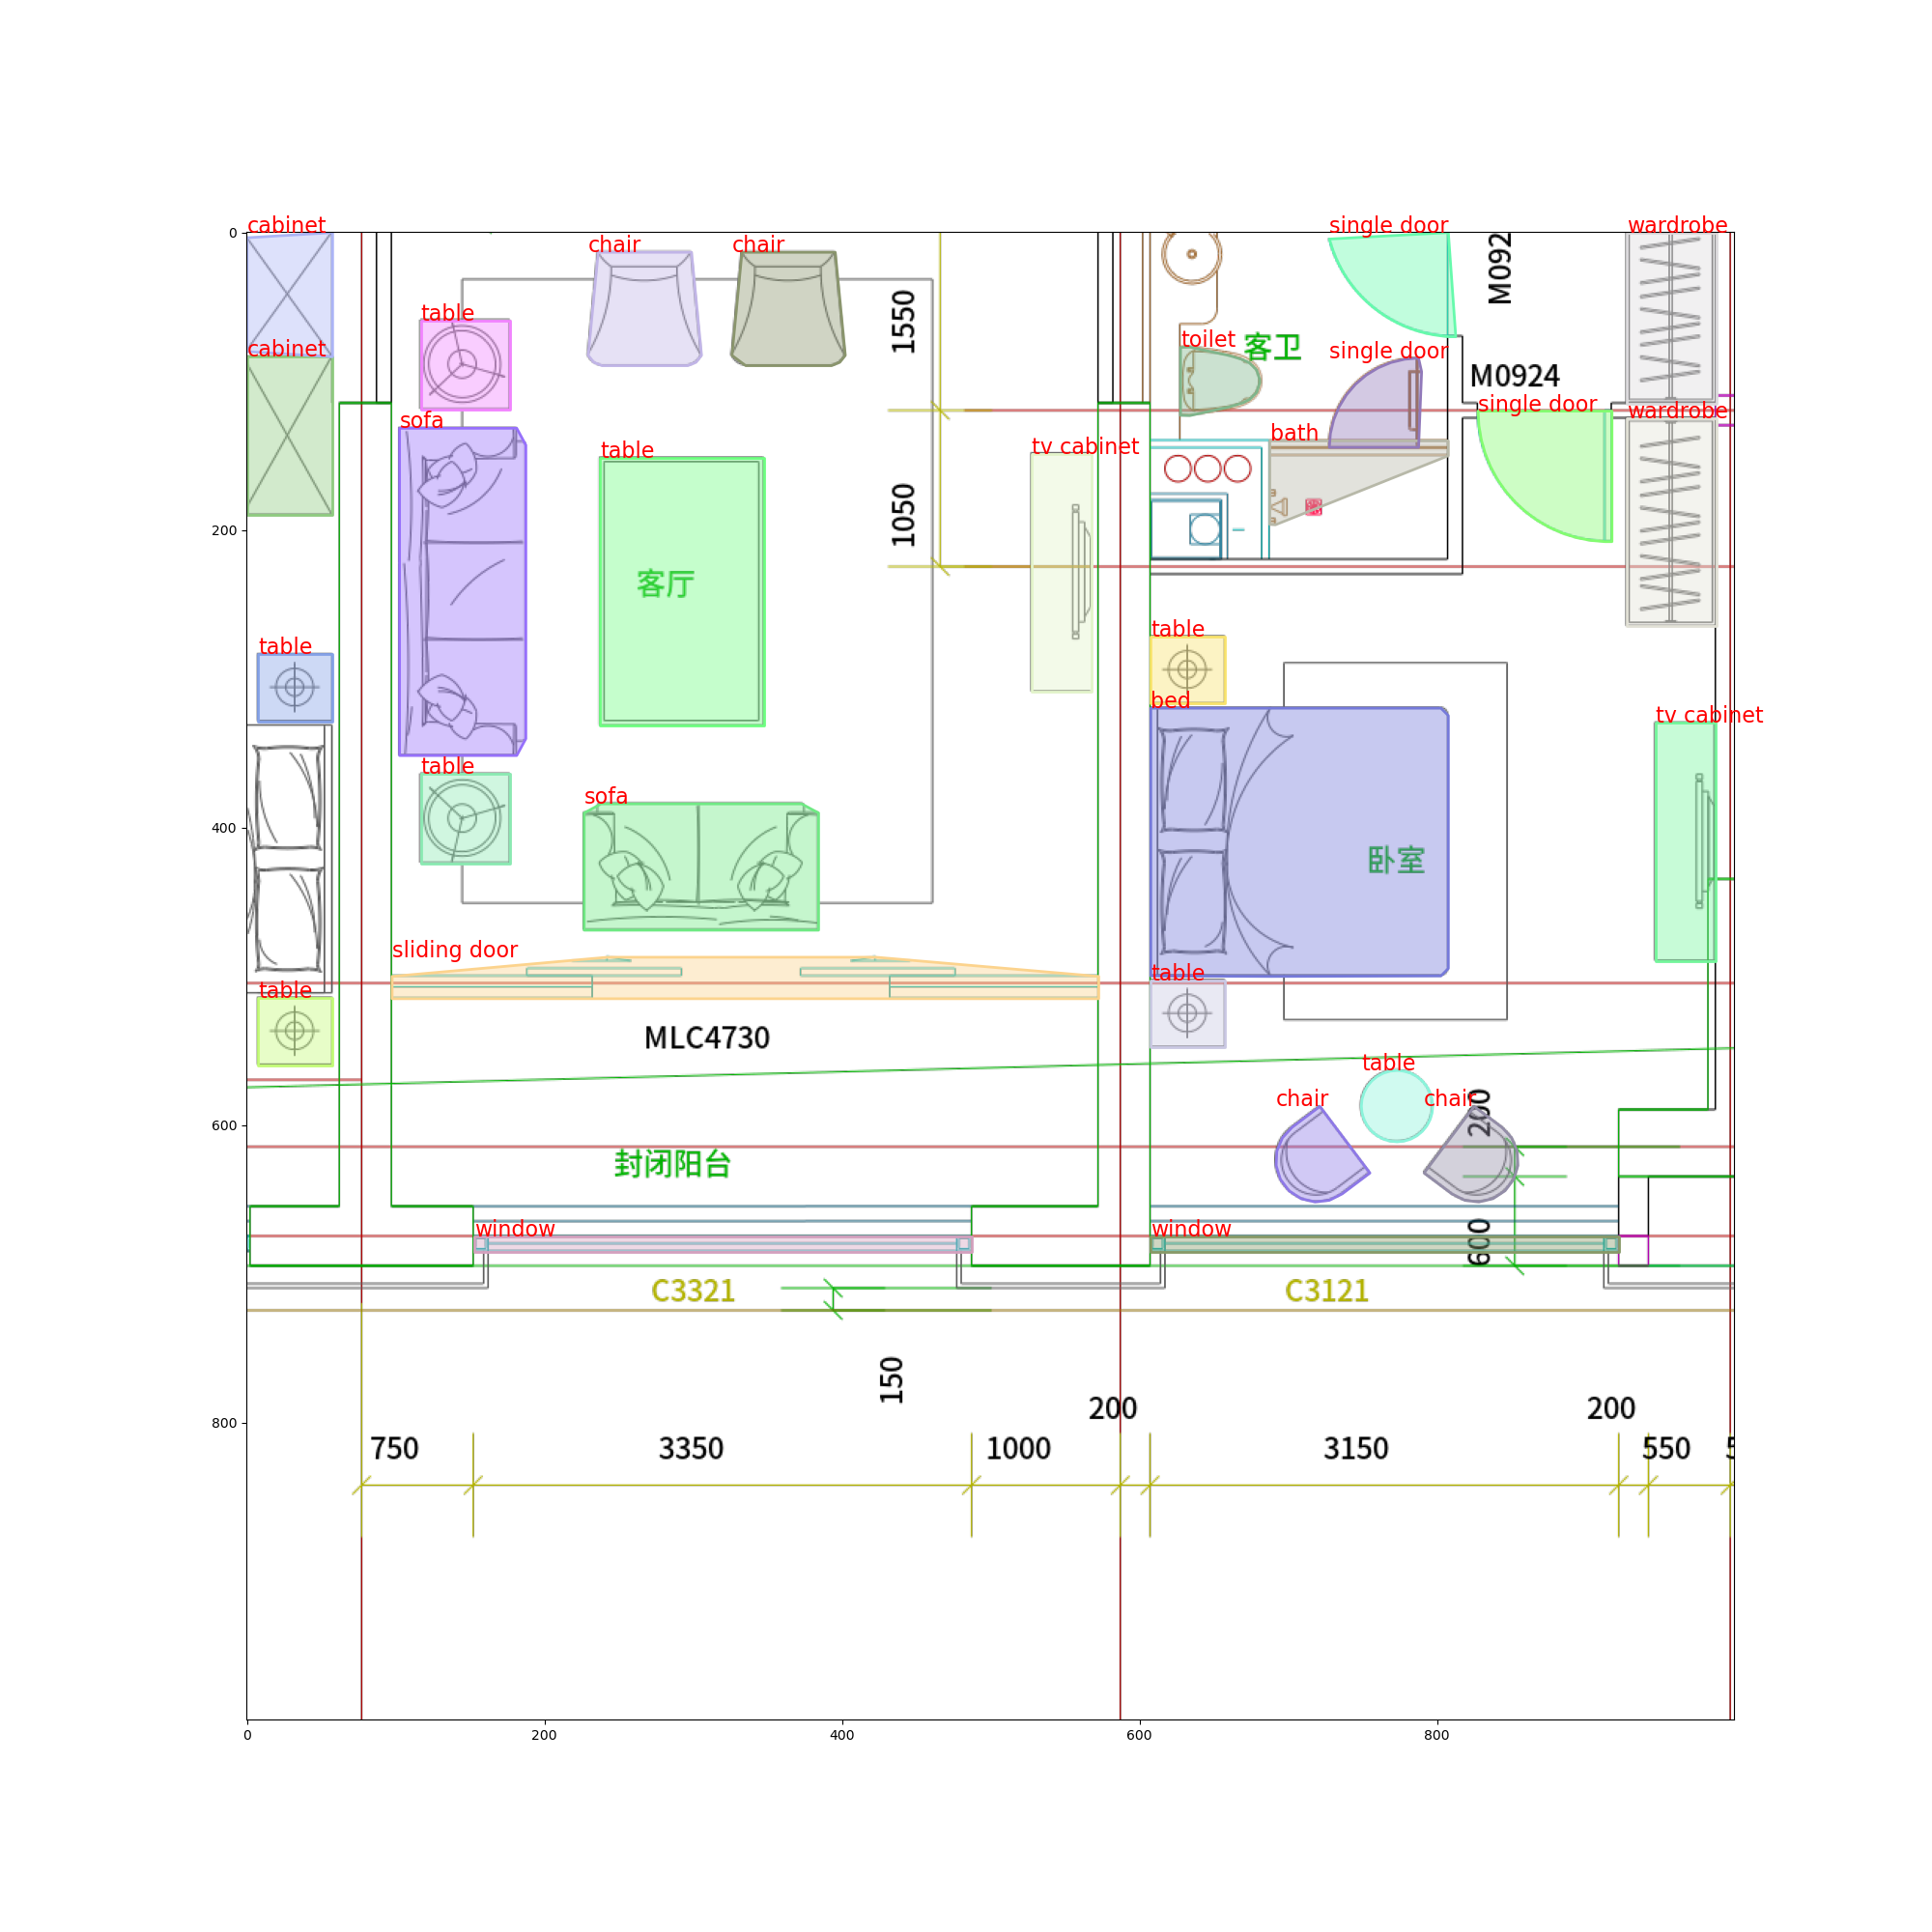 cabinet
single door
wardrobe
0
chair
chair
M092
table
1550
toilet
客卫
single door
cabinet
M0924
single door
wardrobe
sofa
bath
table
tv cabinet
1050
200
客厅
table
table
bed
tv cabinet
table
sofa
400
卧室
sliding door
table
table
MLC4730
table
chair
chair
200
600
封闭阳台
window
window
600
C3321
C3121
150
200
200
800
750
3350
1000
3150
550
0
200
400
600
800